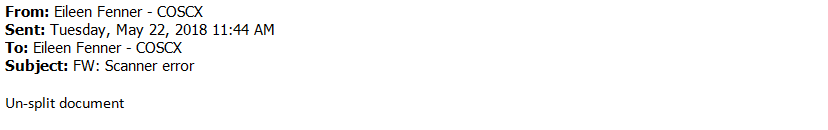 From: Eileen Fenner - COSCX
Sent: Tuesday, May 22, 2018 11:44 AM
To: Eileen Fenner - COSCX
Subject: FW: Scanner error
Un-split document